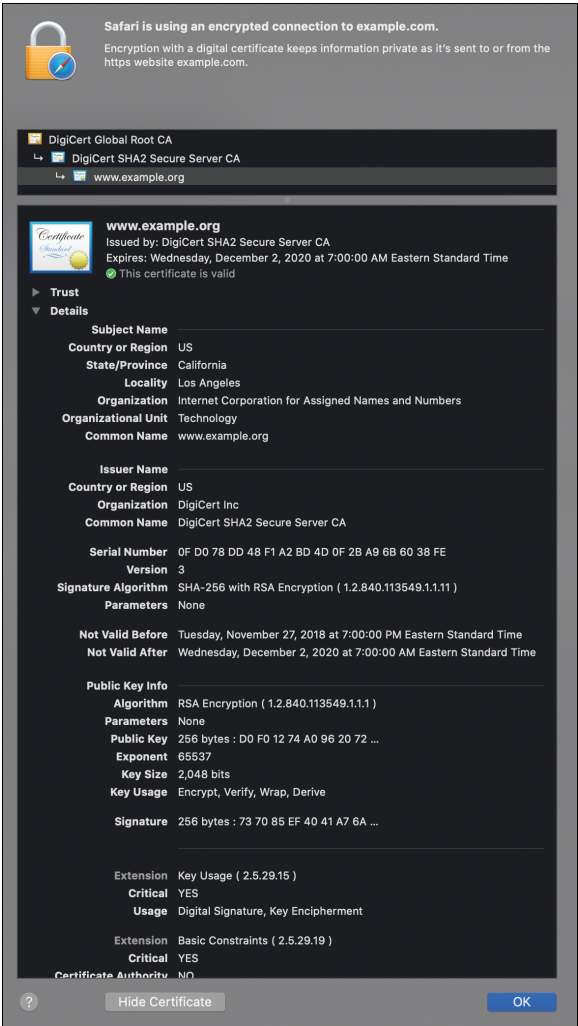 Safari is using an encrypted connection to example.com.
Encryption with a digital certificate keeps information private as it's sent to or from the
https website example.com.
DigiCert Global Root CA
↳ DigiCert SHA2 Secure Server CA
↳ www.example.org
Certificate
Standard
www.example.org
Issued by: DigiCert SHA2 Secure Server CA
Expires: Wednesday, December 2, 2020 at 7:00:00 AM Eastern Standard Time
This certificate is valid
Trust
Details
Subject Name
Country or Region US
State/Province California
Locality Los Angeles
Organization Internet Corporation for Assigned Names and Numbers
Organizational Unit Technology
Common Name www.example.org
Issuer Name
Country or Region US
Organization DigiCert Inc
Common Name DigiCert SHA2 Secure Server CA
Serial Number 0F D0 78 DD 48 F1 A2 BD 4D 0F 2B A9 6B 60 38 FE
Version 3
Signature Algorithm SHA-256 with RSA Encryption ( 1.2.840.113549.1.1.11 )
Parameters None
Not Valid Before Tuesday, November 27, 2018 at 7:00:00 PM Eastern Standard Time
Not Valid After Wednesday, December 2, 2020 at 7:00:00 AM Eastern Standard Time
Public Key Info
Algorithm RSA Encryption ( 1.2.840.113549.1.1.1 )
Parameters None
Public Key 256 bytes : D0 F0 12 74 A0 96 20 72 ...
Exponent 65537
Key Size 2,048 bits
Key Usage Encrypt, Verify, Wrap, Derive
Signature 256 bytes : 73 70 85 EF 40 41 A7 6A ...
Extension Key Usage ( 2.5.29.15 )
Critical YES
Usage Digital Signature, Key Encipherment
Extension Basic Constraints ( 2.5.29.19 )
Critical YES
Certificate Authority NO
? Hide Certificate OK